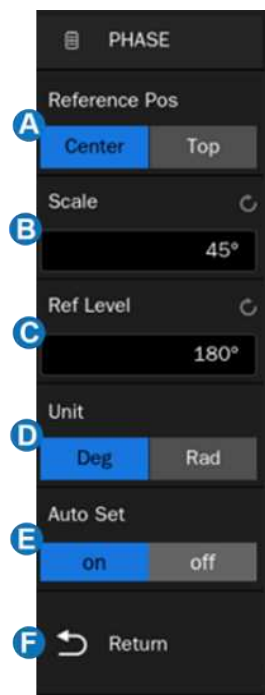 PHASE
Reference Pos
A
Center Top
Scale
B
45°
Ref Level
C
180°
Unit
D
Deg Rad
Auto Set
E
on off
F Return